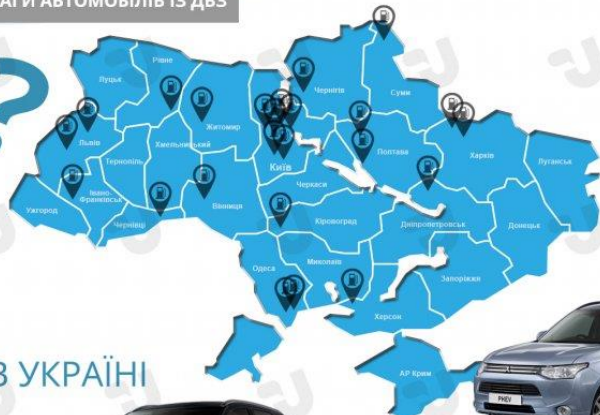 АГИ АВТОМОБІЛІВ ІЗ ДВЗ
Рівне
Луцьк
Чернігів
Суми
Житомир
Львів
Хмельницький
Київ
Полтава
Харків
Луганськ
Тернопіль
Івано-
Франківськ
Черкаси
Вінниця
Ужгород
Чернівці
Кіровоград
Дніпропетровськ
Донецьк
Одеса
Миколаїв
Запоріжжя
Херсон
АР Крим
В УКРАЇНІ
PHEV